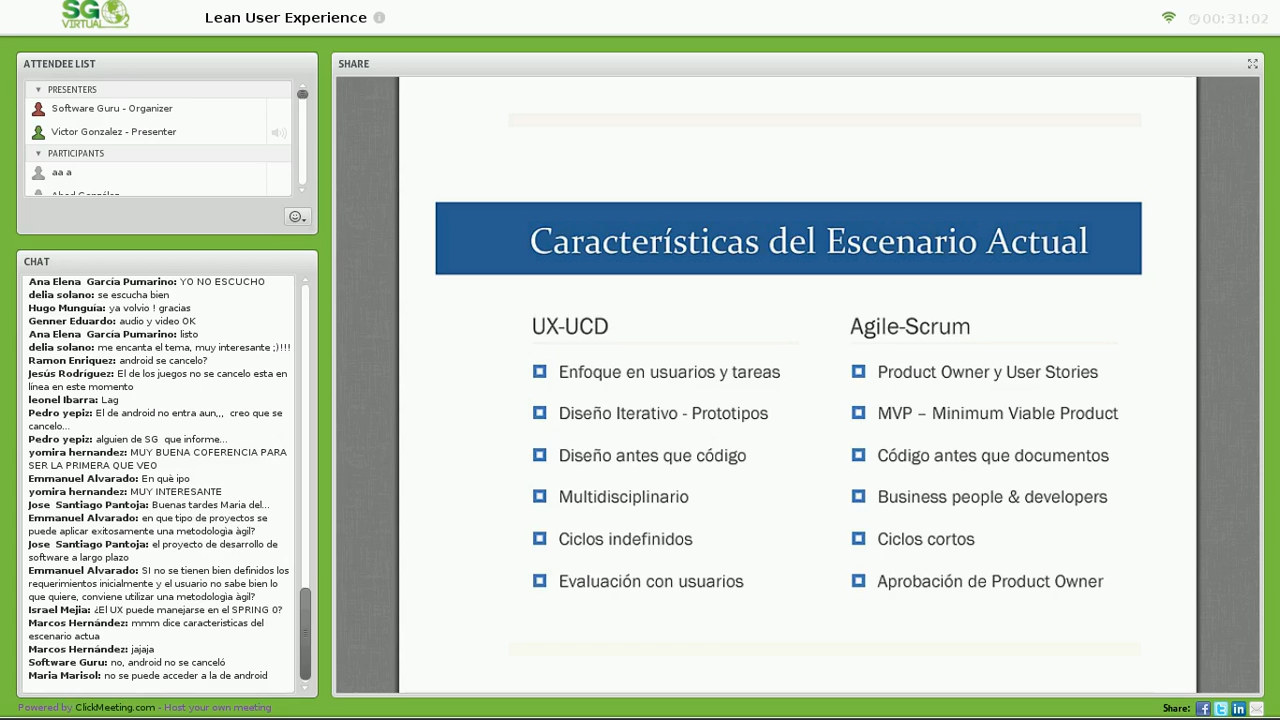 SG
VIRTUAL
Lean User Experience
00:31:02
ATTENDEE LIST
PRESENTERS
Software Guru - Organizer
Victor Gonzalez - Presenter
PARTICIPANTS
aa a
CHAT
Ana Elena García Pumarino: YO NO ESCUCHO
delia solano: se escucha bien
Hugo Munguía: ya volvio ! gracias
Genner Eduardo: audio y video OK
Ana Elena García Pumarino: listo
delia solano: me encanta el tema, muy interesante ;)!!!
Ramon Enriquez: android se cancelo?
Jesús Rodríguez: El de los juegos no se cancelo esta en
línea en este momento
leonel Ibarra: Lag
Pedro yepiz: El de android no entra aun,,, creo que se
cancelo...
Pedro yepiz: alguien de SG que informe...
yomira hernandez: MUY BUENA COFERENCIA PARA
SER LA PRIMERA QUE VEO
Emmanuel Alvarado: En què ipo
yomira hernandez: MUY INTERESANTE
Jose Santiago Pantoja: Buenas tardes Maria del...
Emmanuel Alvarado: en que tipo de proyectos se
puede aplicar exitosamente una metodologìa àgil?
Jose Santiago Pantoja: el proyecto de desarrollo de
software a largo plazo
Emmanuel Alvarado: SI no se tienen bien definidos los
requerimientos inicialmente y el usuario no sabe bien lo
que quiere, conviene utilizar una metodologìa àgil?
Israel Mejia: ¿El UX puede manejarse en el SPRING 0?
Marcos Hernández: mmm dice caracteristicas del
escenario actua
Marcos Hernández: jajaja
Software Guru: no, android no se canceló
Maria Marisol: no se puede acceder a la de android
SHARE
Características del Escenario Actual
UX-UCD
Enfoque en usuarios y tareas
Diseño Iterativo - Prototipos
Diseño antes que código
Multidisciplinario
Ciclos indefinidos
Evaluación con usuarios
Agile-Scrum
Product Owner y User Stories
MVP – Minimum Viable Product
Código antes que documentos
Business people & developers
Ciclos cortos
Aprobación de Product Owner
Powered by ClickMeeting.com - Host your own meeting
Share: